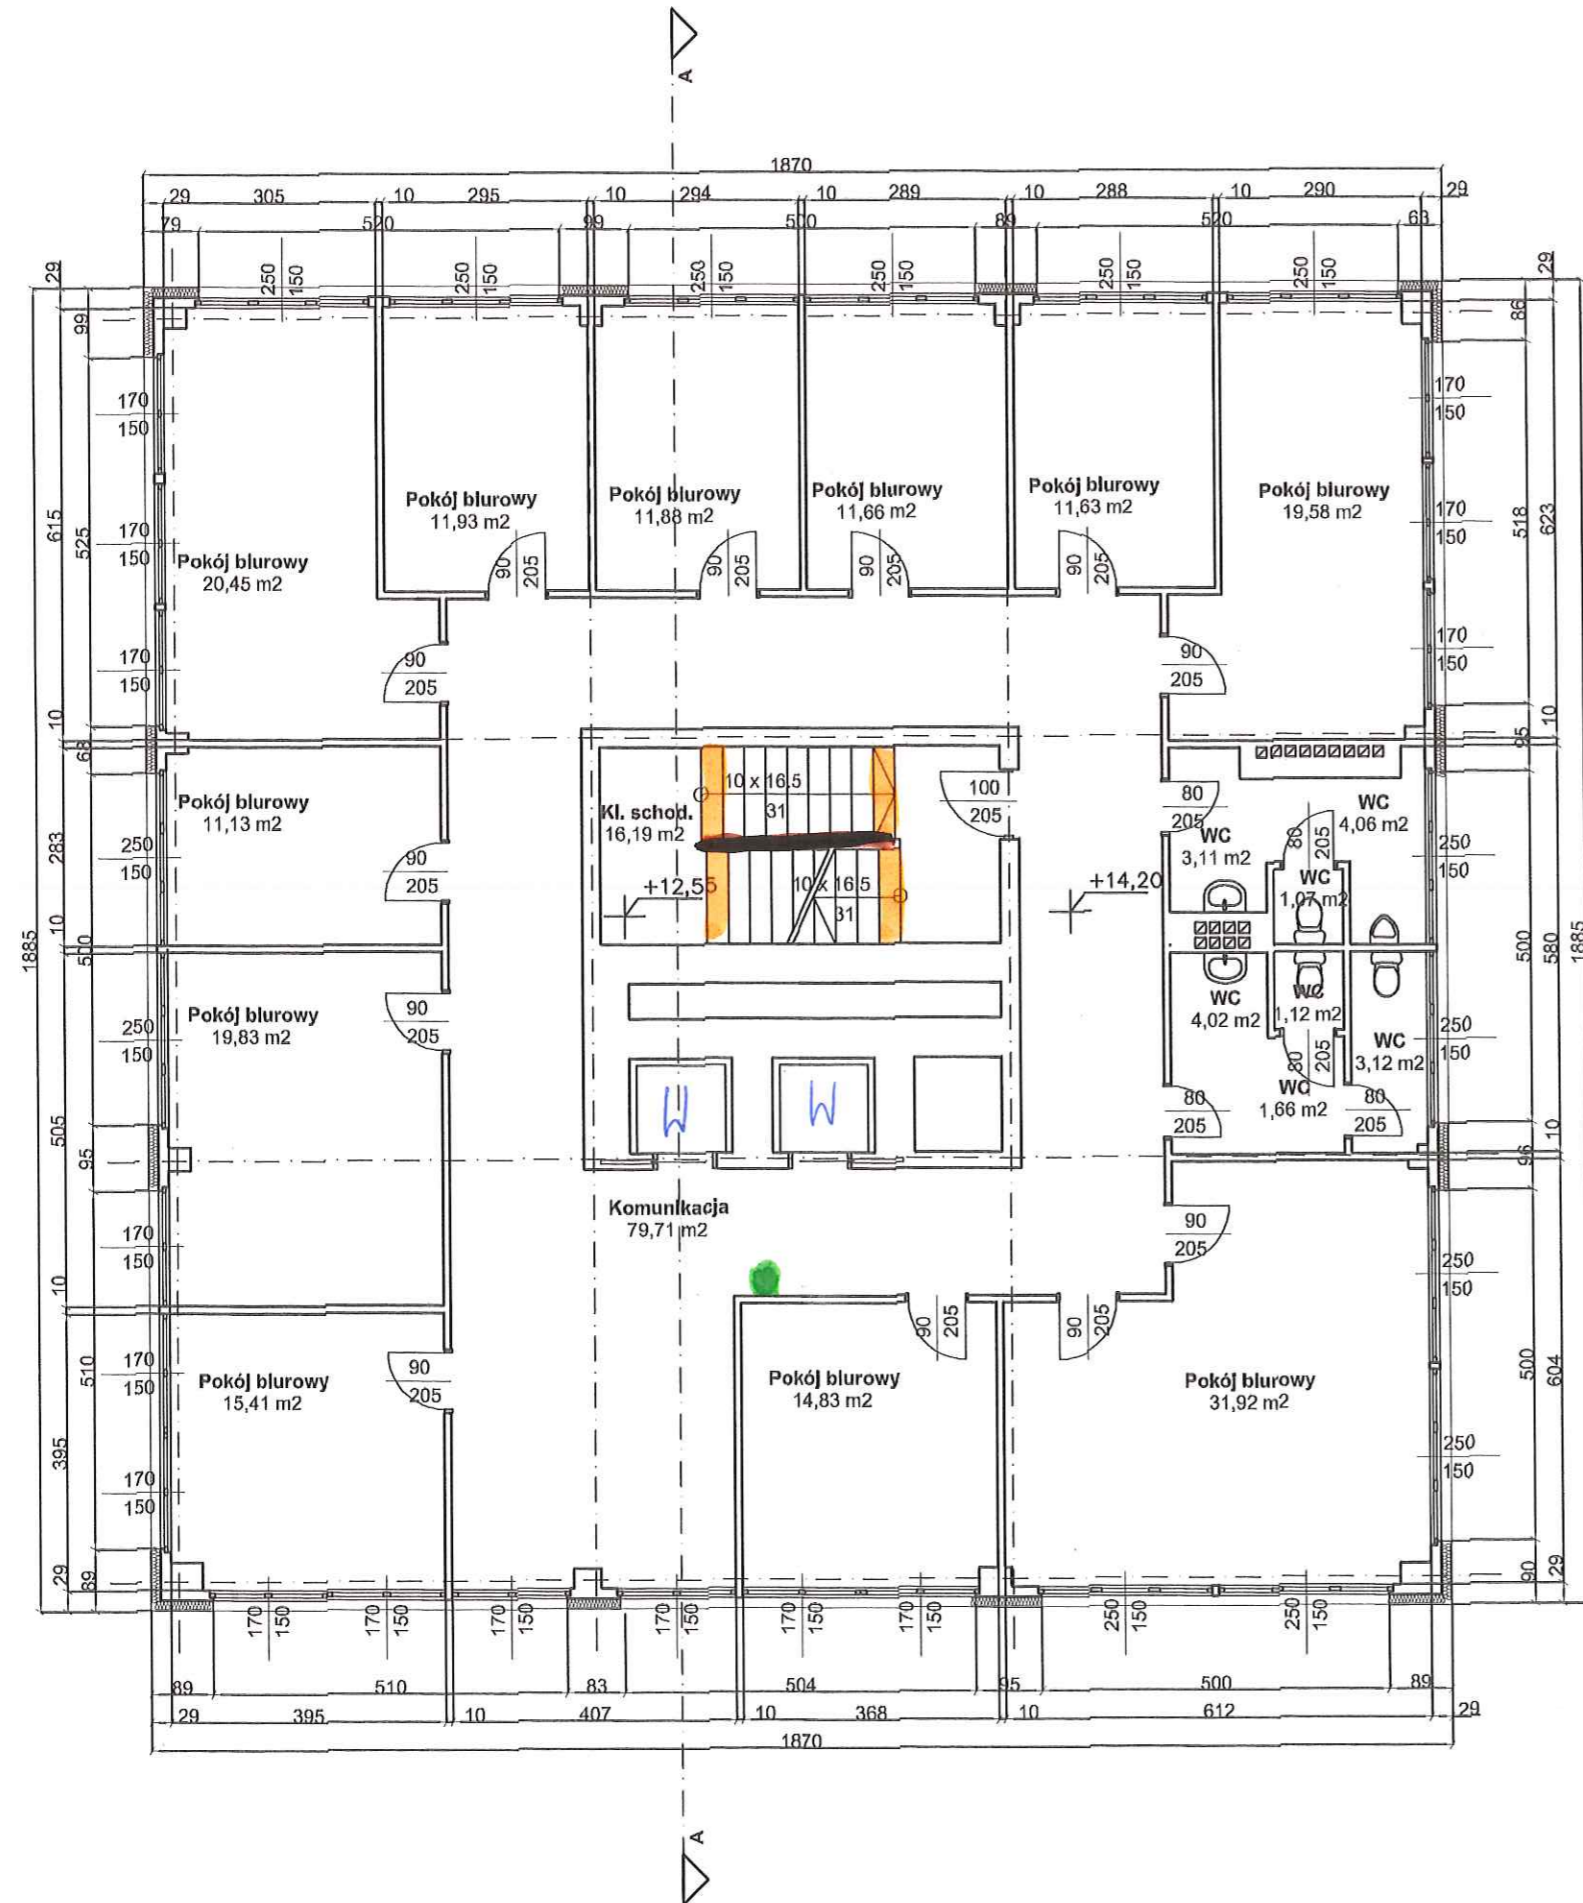 A
1870
29 305 10 295 10 294 10 289 10 288 10 290 29
79 520 99 500 89 520 63
250 150
250 150
250 150
250 150
250 150
250 150
29
99
615
525
10
68
283
10
500
1885
505
95
10
510
395
29
89
29
86
518
623
10
95
500
580
1885
10
96
500
604
90
29
170
150
170
150
170
150
250
150
250
150
170
150
170
150
170
150
170
150
170
150
170
150
250
150
250
150
250
150
250
150
Pokój biurowy
20,45 m2
Pokój biurowy
11,93 m2
Pokój biurowy
11,88 m2
Pokój biurowy
11,66 m2
Pokój biurowy
11,63 m2
Pokój biurowy
19,58 m2
90
205
90
205
90
205
90
205
90
205
90
205
Pokój biurowy
11,13 m2
90
205
Kl. schod.
16,19 m2
10 x 16.5
31
10 x 16.5
31
+12,55
100
205
+14,20
80
205
WC
3,11 m2
80
205
WC
4,06 m2
WC
1,07 m2
WC
4,02 m2
WC
1,12 m2
80
205
WC
3,12 m2
WC
1,66 m2
80
205
80
205
Pokój biurowy
19,83 m2
90
205
W
W
Komunikacja
79,71 m2
90
205
90
205
90
205
Pokój biurowy
15,41 m2
90
205
Pokój biurowy
14,83 m2
Pokój biurowy
31,92 m2
170 150
170 150
170 150
170 150
170 150
170 150
250 150
250 150
89 510 83 504 95 500 89
29 395 10 407 10 368 10 612 29
1870
A